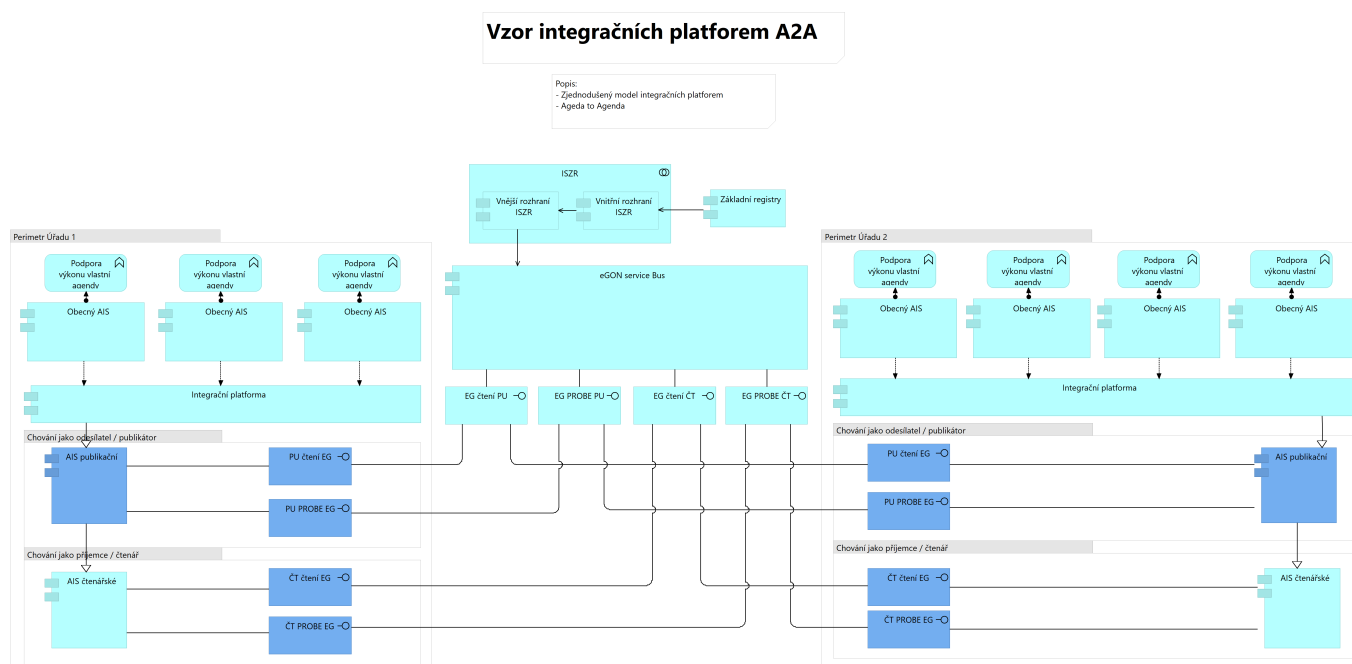 Vzor integračních platforem A2A
Popis:
- Zjednodušený model integračních platforem
- Ageda to Agenda
ISZR
Vnější rozhraní
ISZR
Vnitřní rozhraní
ISZR
Základní registry
Perimetr Úřadu 1
Podpora
výkonu vlastní
agendy
Podpora
výkonu vlastní
agendy
Podpora
výkonu vlastní
agendy
Obecný AIS
Obecný AIS
Obecný AIS
Integrační platforma
eGON service Bus
EG čtení PU
EG PROBE PU
EG čtení ČT
EG PROBE ČT
Perimetr Úřadu 2
Podpora
výkonu vlastní
agendy
Podpora
výkonu vlastní
agendy
Podpora
výkonu vlastní
agendy
Podpora
výkonu vlastní
agendy
Obecný AIS
Obecný AIS
Obecný AIS
Obecný AIS
Integrační platforma
Chování jako odesílatel / publikátor
AIS publikační
PU čtení EG
PU PROBE EG
Chování jako příjemce / čtenář
AIS čtenářské
ČT čtení EG
ČT PROBE EG
Chování jako odesílatel / publikátor
PU čtení EG
AIS publikační
PU PROBE EG
Chování jako příjemce / čtenář
ČT čtení EG
AIS čtenářské
ČT PROBE EG